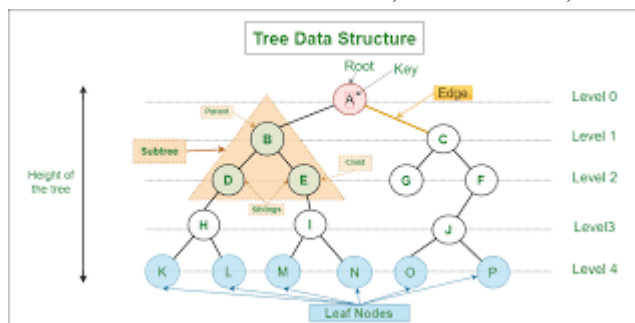 Tree Data Structure
Root
Key
A
Edge
Level 0
Parent
B
C
Level 1
Subtree
Child
Height of
the tree
D
E
G
F
Level 2
Siblings
H
I
J
Level3
K
L
M
N
O
P
Level 4
Leaf Nodes